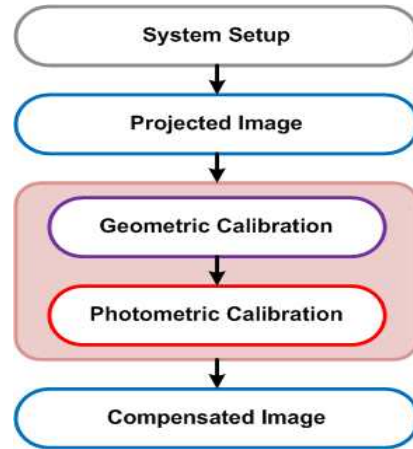 System Setup
Projected Image
Geometric Calibration
Photometric Calibration
Compensated Image